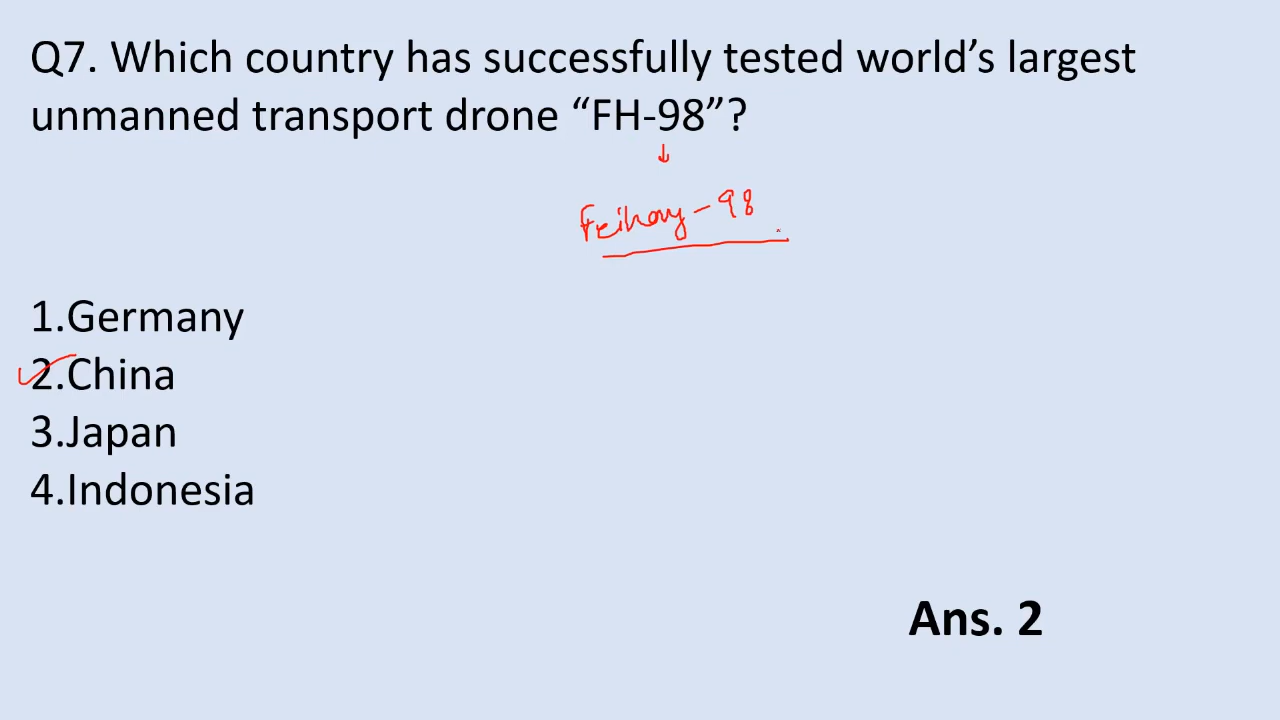 Q7. Which country has successfully tested world’s largest
unmanned transport drone “FH-98”?
Feihong-98
1.Germany
2.China
3.Japan
4.Indonesia
Ans. 2